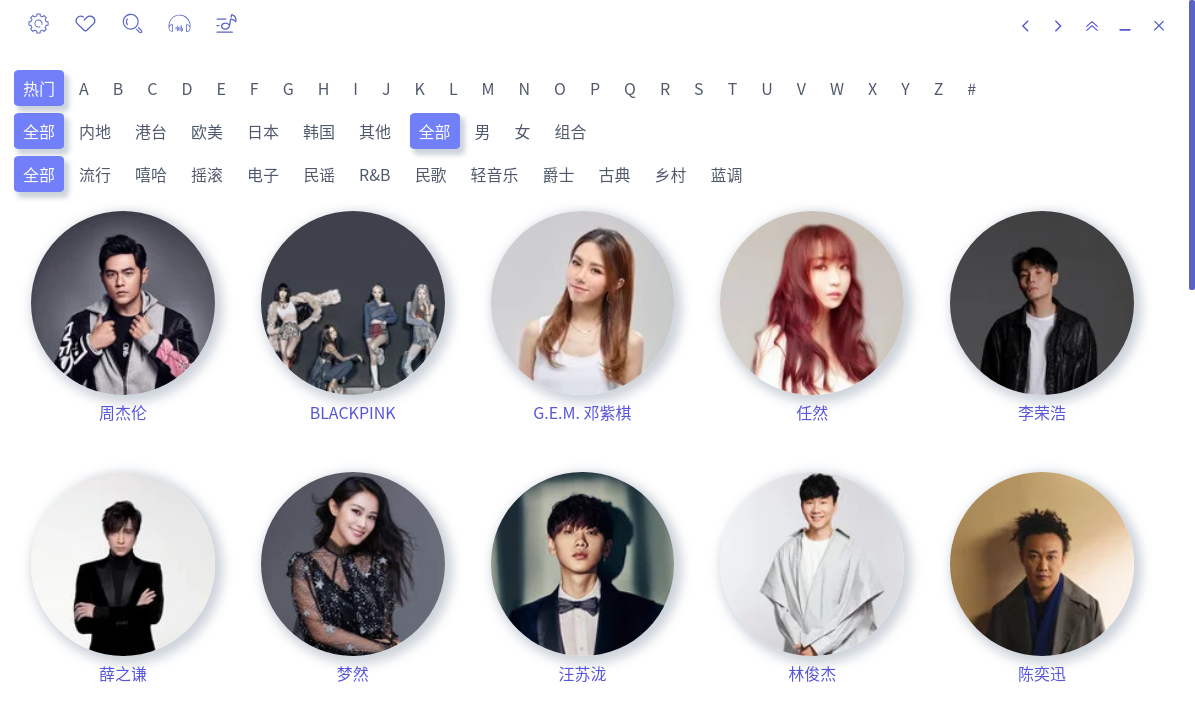 热门 A B C D E F G H I J K L M N O P Q R S T U V W X Y Z #
全部 内地 港台 欧美 日本 韩国 其他 全部 男 女 组合
全部 流行 嘻哈 摇滚 电子 民谣 R&B 民歌 轻音乐 爵士 古典 乡村 蓝调
周杰伦 BLACKPINK G.E.M. 邓紫棋 任然 李荣浩
薛之谦 梦然 汪苏泷 林俊杰 陈奕迅